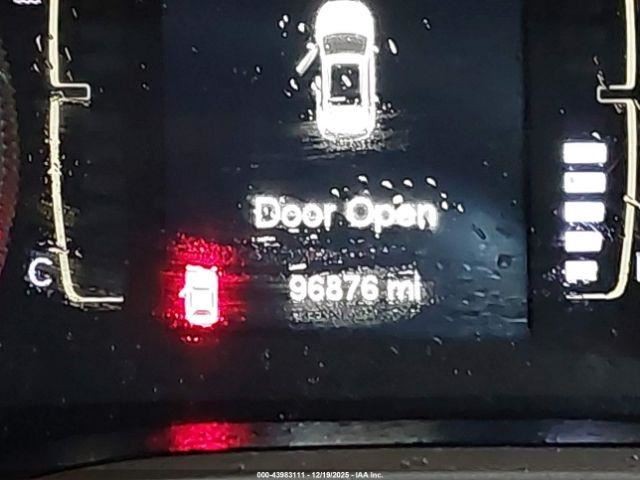 Door Open
C
96876 mi
000-43983111 - 12/19/2025 - IAA Inc.